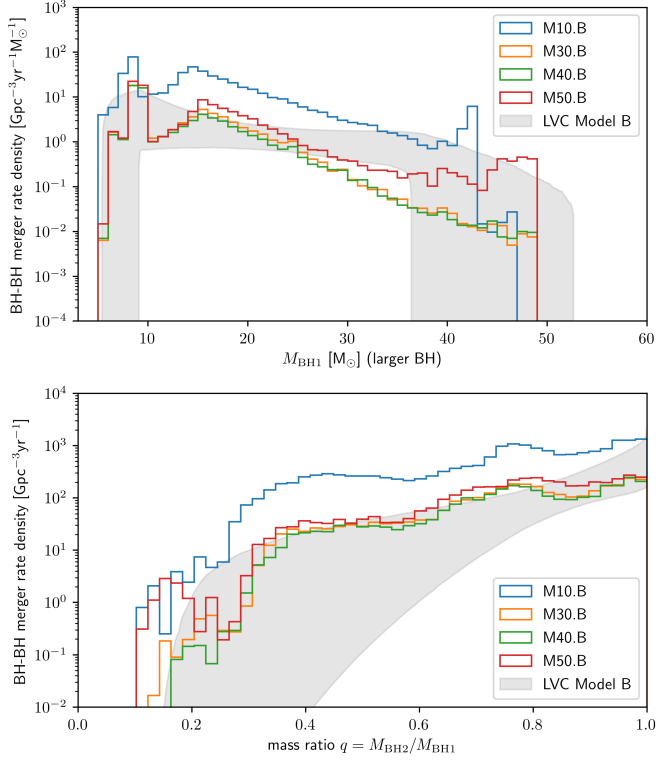 10³
10²
10¹
10⁰
10⁻¹
10⁻²
10⁻³
10⁻⁴
BH-BH merger rate density [Gpc⁻³yr⁻¹M⊙⁻¹]
M10.B
M30.B
M40.B
M50.B
LVC Model B
10 20 30 40 50 60
M_BH1 [M⊙] (larger BH)
10⁴
10³
10²
10¹
10⁰
10⁻¹
10⁻²
BH-BH merger rate density [Gpc⁻³yr⁻¹]
M10.B
M30.B
M40.B
M50.B
LVC Model B
0.0 0.2 0.4 0.6 0.8 1.0
mass ratio q = M_BH2/M_BH1